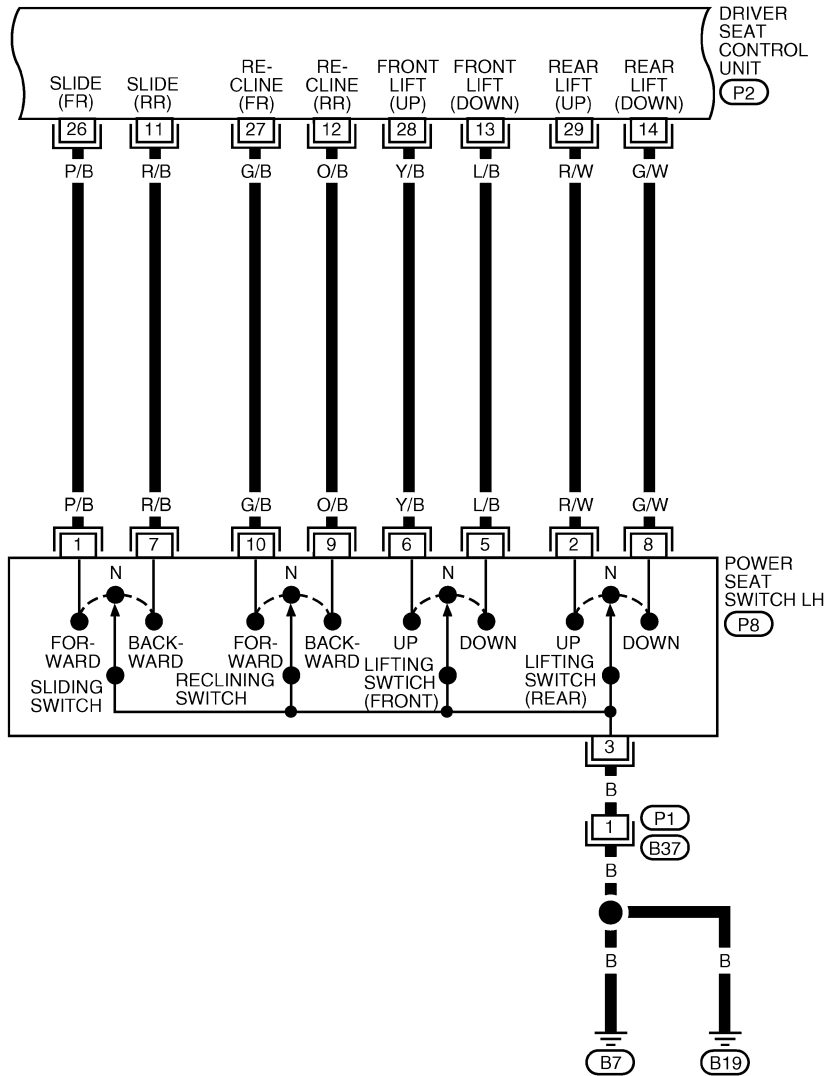 DRIVER
SEAT
CONTROL
UNIT
P2
SLIDE
(FR)
SLIDE
(RR)
RE-
CLINE
(FR)
RE-
CLINE
(RR)
FRONT
LIFT
(UP)
FRONT
LIFT
(DOWN)
REAR
LIFT
(UP)
REAR
LIFT
(DOWN)
26 11 27 12 28 13 29 14
P/B R/B G/B O/B Y/B L/B R/W G/W
P/B R/B G/B O/B Y/B L/B R/W G/W
1 7 10 9 6 5 2 8
POWER
SEAT
SWITCH LH
P8
N N N N
FOR-
WARD
BACK-
WARD
SLIDING
SWITCH
FOR-
WARD
BACK-
WARD
RECLINING
SWITCH
UP
DOWN
LIFTING
SWTICH
(FRONT)
UP
DOWN
LIFTING
SWITCH
(REAR)
3
B
1
P1
B37
B
B B
B7 B19